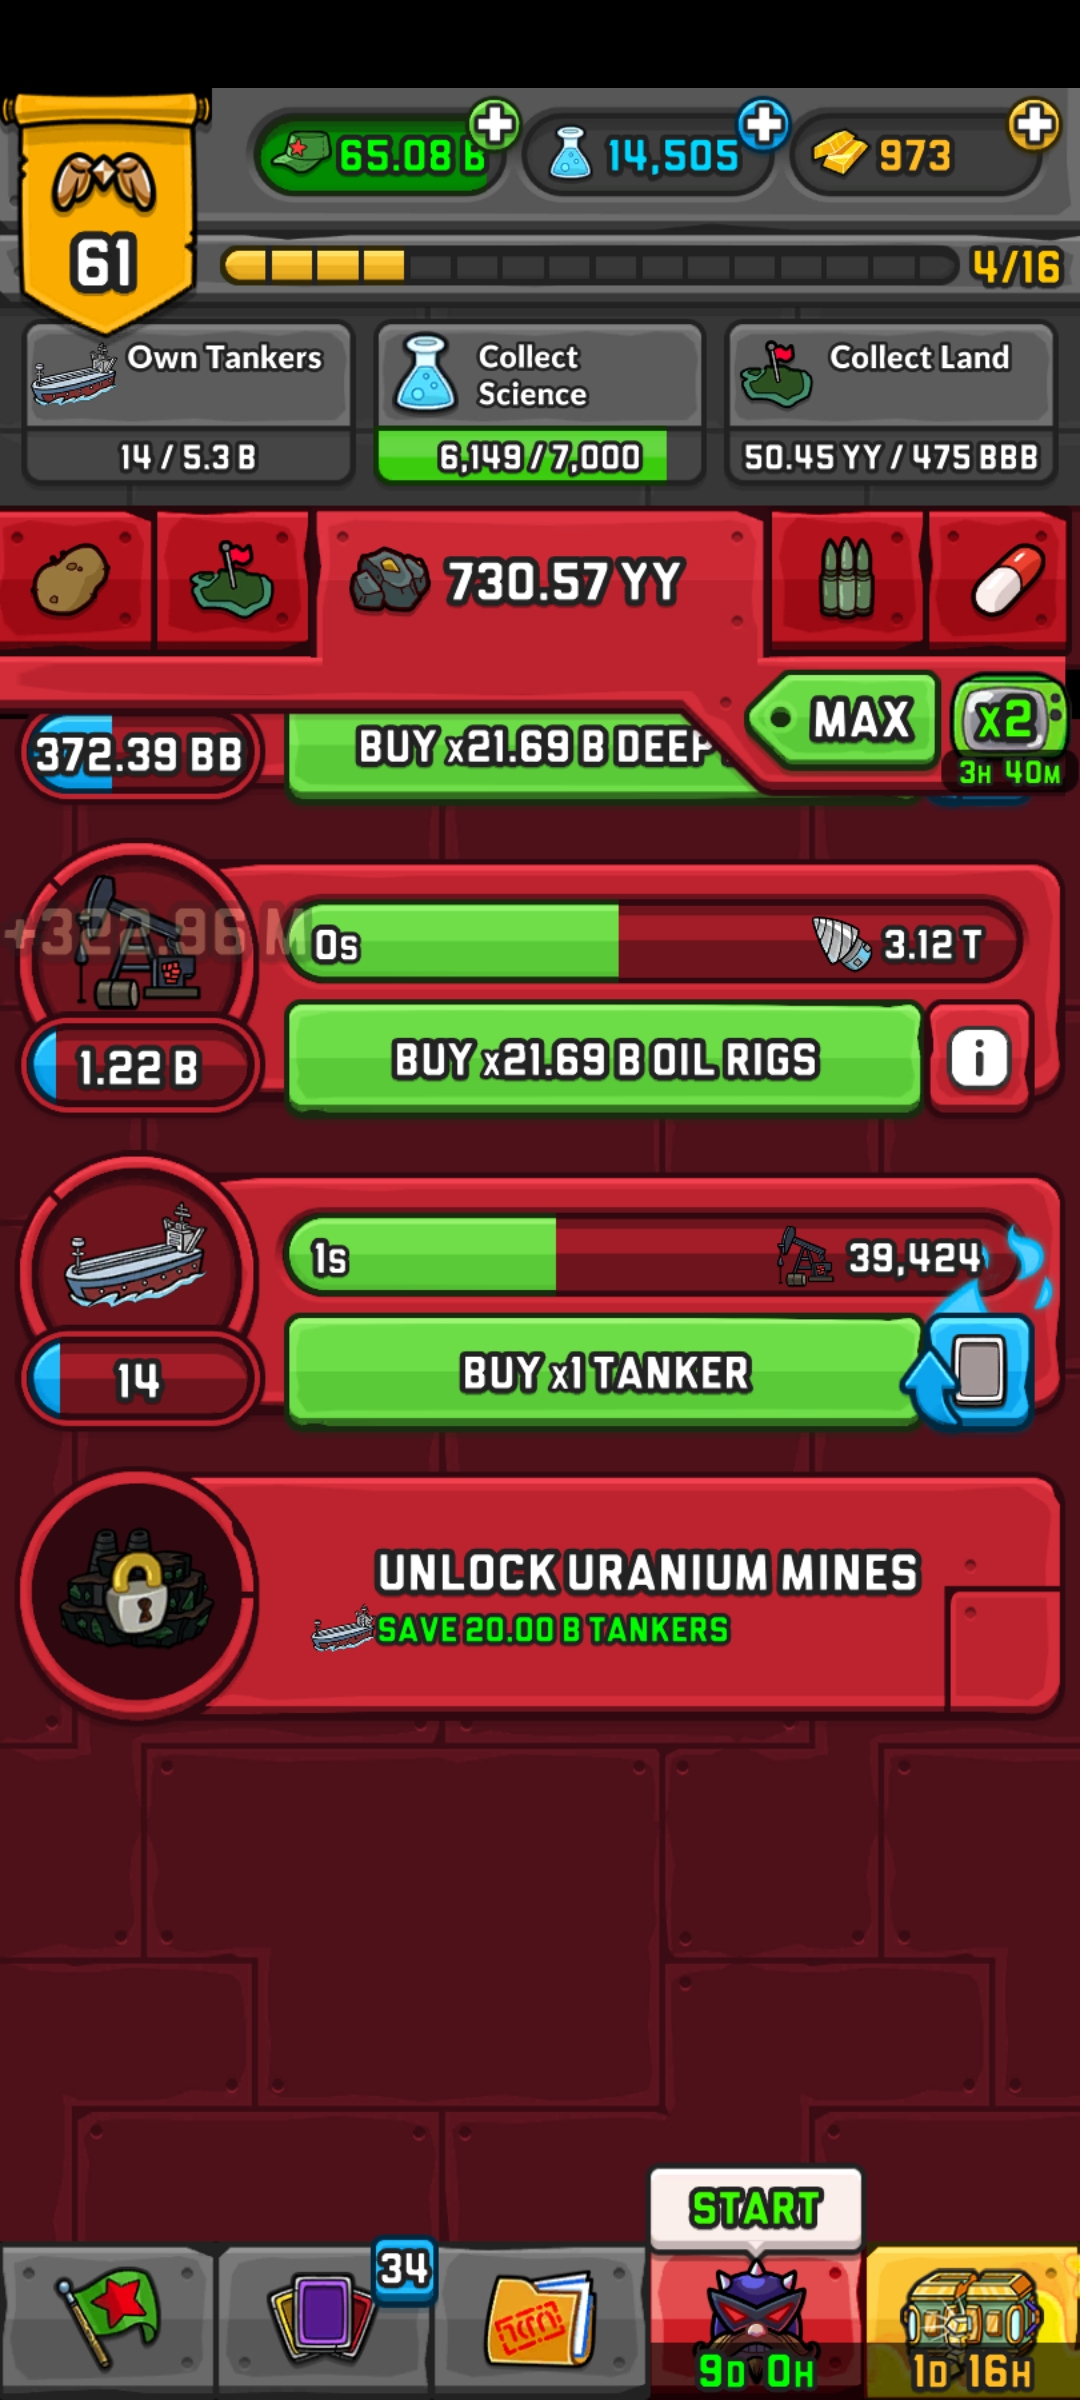 65.08 B
14,505
973
61
4/16
Own Tankers
Collect
Science
Collect Land
14 / 5.3 B
6,149 / 7,000
50.45 YY / 475 BBB
730.57 YY
MAX
x2
3H 40M
372.39 BB
BUY x21.69 B DEEP
+322.96 M
0s
3.12 T
1.22 B
BUY x21.69 B OIL RIGS
i
1s
39,424
14
BUY x1 TANKER
UNLOCK URANIUM MINES
SAVE 20.00 B TANKERS
START
34
9D 0H
1D 16H